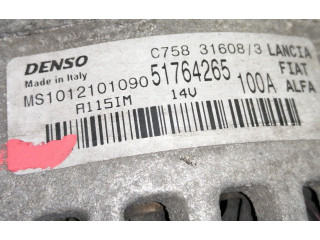 DENSO C758 31608/3 LANCIA
Made in Italy FIAT
MS1012101090 51764265 100A ALFA
A115IM 14V